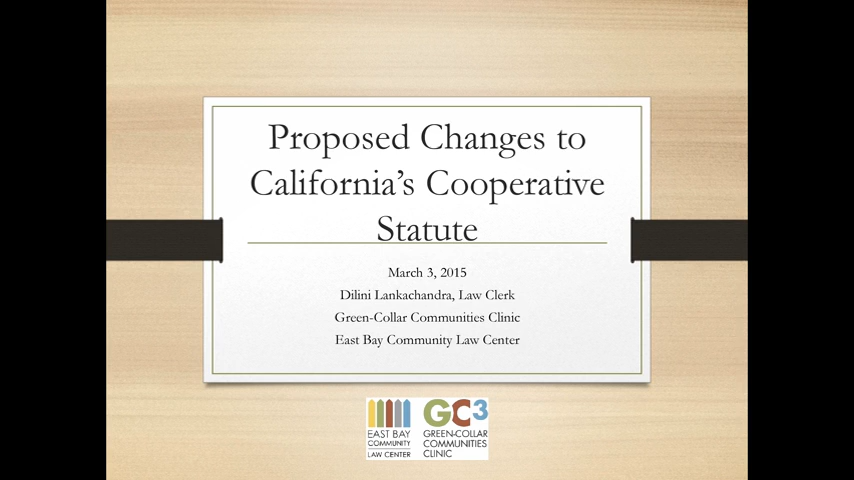 Proposed Changes to
California's Cooperative
Statute
March 3, 2015
Dilini Lankachandra, Law Clerk
Green-Collar Communities Clinic
East Bay Community Law Center
EAST BAY
COMMUNITY
LAW CENTER
GC3
GREEN-COLLAR
COMMUNITIES
CLINIC